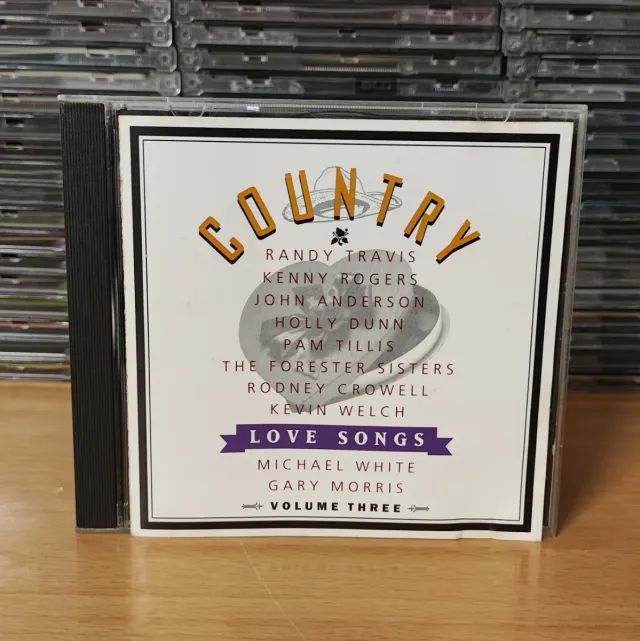 COUNTRY
RANDY TRAVIS
KENNY ROGERS
JOHN ANDERSON
HOLLY DUNN
PAM TILLIS
THE FORESTER SISTERS
RODNEY CROWELL
KEVIN WELCH
LOVE SONGS
MICHAEL WHITE
GARY MORRIS
VOLUME THREE